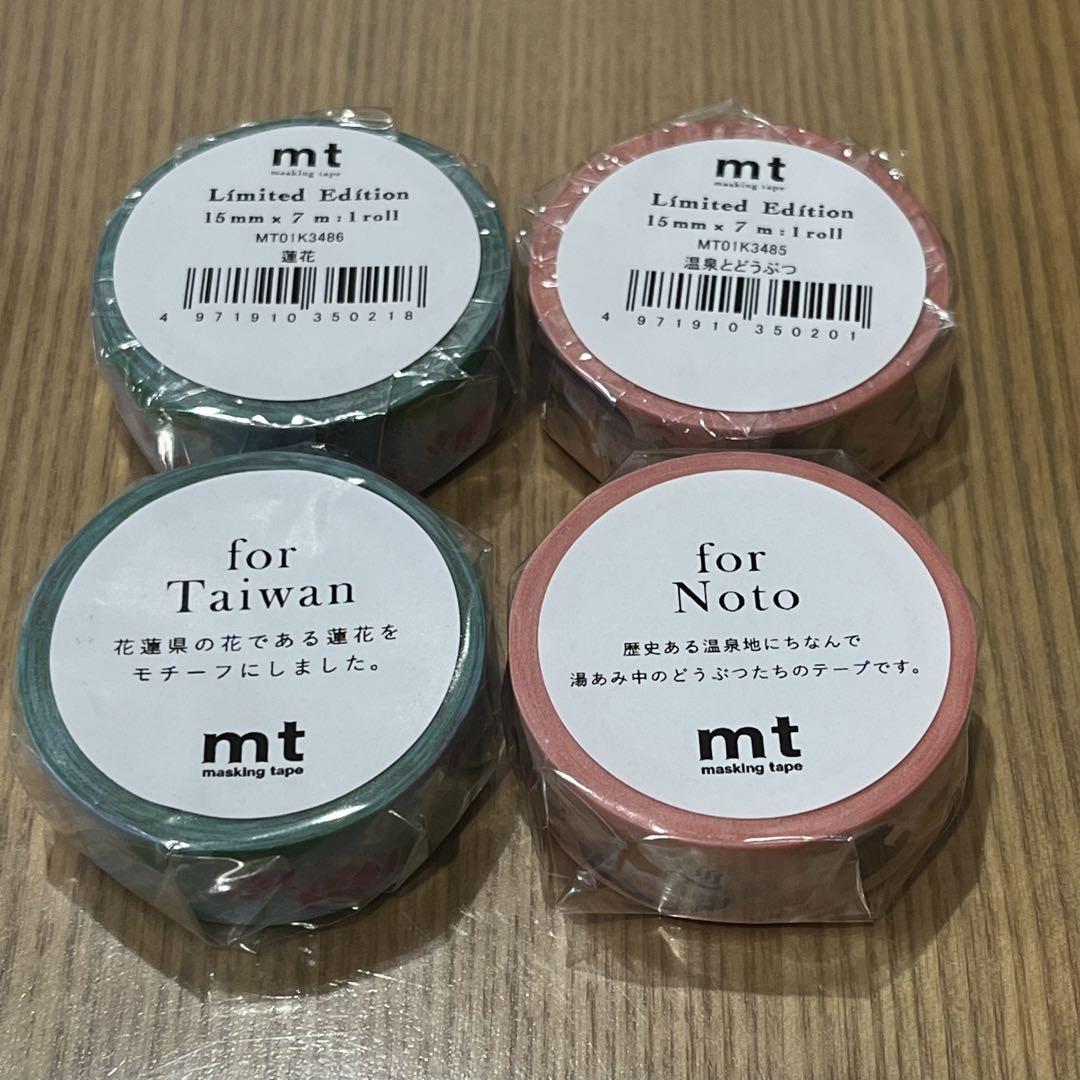 mt
masking tape
Limited Edition
15mm × 7 m : 1 roll
MT01K3486
蓮花
4 971910 350218
mt
masking tape
Limited Edition
15mm × 7 m : 1 roll
MT01K3485
温泉とどうぶつ
4 971910 350201
for
Taiwan
花蓮県の花である蓮花を
モチーフにしました。
mt
masking tape
for
Noto
歴史ある温泉地にちなんで
湯あみ中のどうぶつたちのテープです。
mt
masking tape